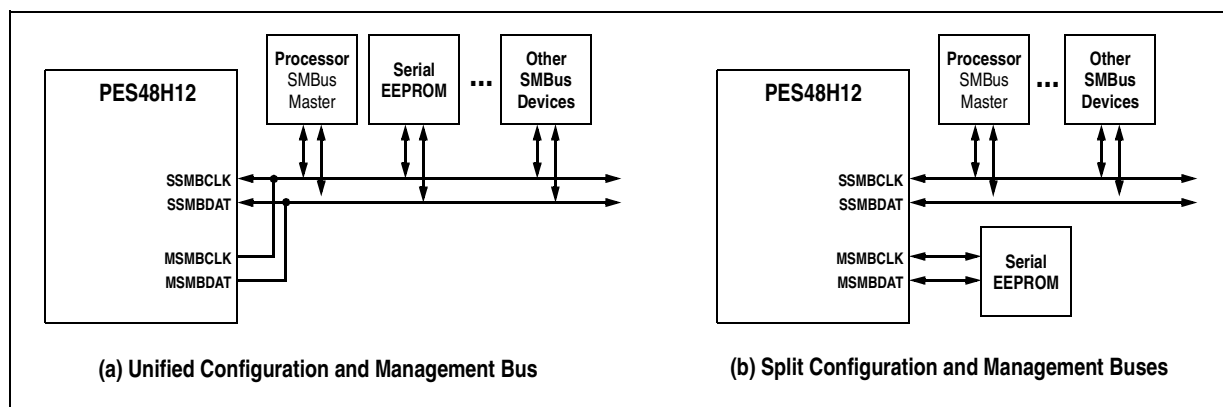 PES48H12
Processor
SMBus
Master
Serial
EEPROM
...
Other
SMBus
Devices
SSMBCLK
SSMBDAT
MSMBCLK
MSMBDAT
(a) Unified Configuration and Management Bus
PES48H12
Processor
SMBus
Master
...
Other
SMBus
Devices
SSMBCLK
SSMBDAT
MSMBCLK
MSMBDAT
Serial
EEPROM
(b) Split Configuration and Management Buses